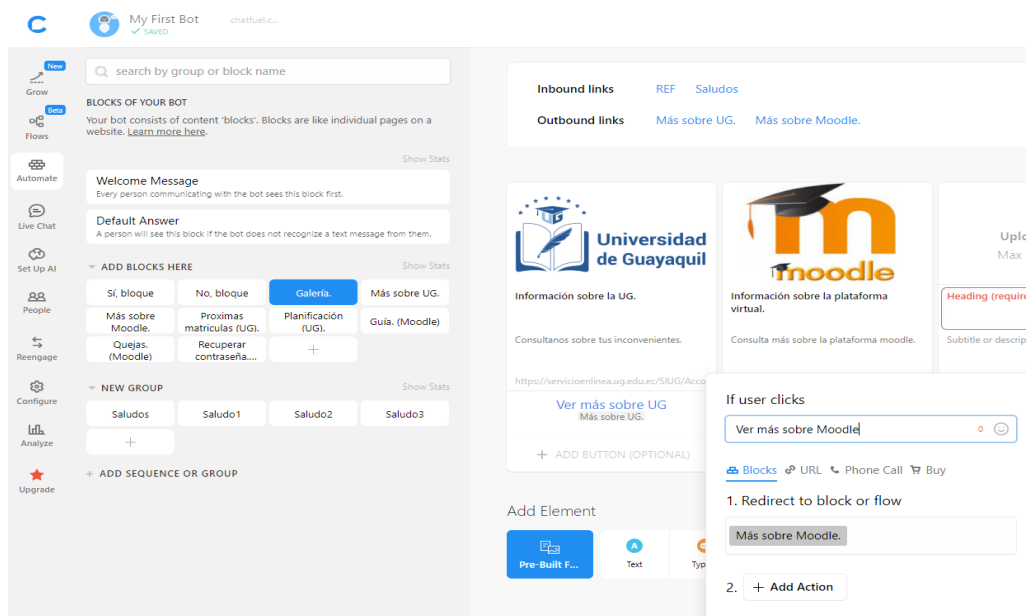 My First Bot
chatfuel.c...
SAVED
New
Grow
Beta
Flows
Automate
Live Chat
Set Up AI
People
Reengage
Configure
Analyze
Upgrade
search by group or block name
BLOCKS OF YOUR BOT
Your bot consists of content 'blocks'. Blocks are like individual pages on a
website. Learn more here.
Show Stats
Welcome Message
Every person communicating with the bot sees this block first.
Default Answer
A person will see this block if the bot does not recognize a text message from them.
ADD BLOCKS HERE
Show Stats
Sí, bloque
No, bloque
Galería.
Más sobre UG.
Más sobre
Moodle.
Proximas
matriculas (UG).
Planificación
(UG).
Guía. (Moodle)
Quejas.
(Moodle)
Recuperar
contraseña....
NEW GROUP
Show Stats
Saludos
Saludo1
Saludo2
Saludo3
+ ADD SEQUENCE OR GROUP
Inbound links
REF
Saludos
Outbound links
Más sobre UG.
Más sobre Moodle.
Universidad
de Guayaquil
Información sobre la UG.
Consultanos sobre tus inconvenientes.
https://servicioenlinea.ug.edu.ec/SIUG/Acco
Ver más sobre UG
Más sobre UG.
+ ADD BUTTON (OPTIONAL)
moodle
Información sobre la plataforma
virtual.
Consulta más sobre la plataforma moodle.
Uplo
Max
Heading (require
Subtitle or descrip
Add Element
Pre-Built F...
A
Text
Typ
If user clicks
Ver más sobre Moodle
0
Blocks
URL
Phone Call
Buy
1. Redirect to block or flow
Más sobre Moodle.
2. + Add Action